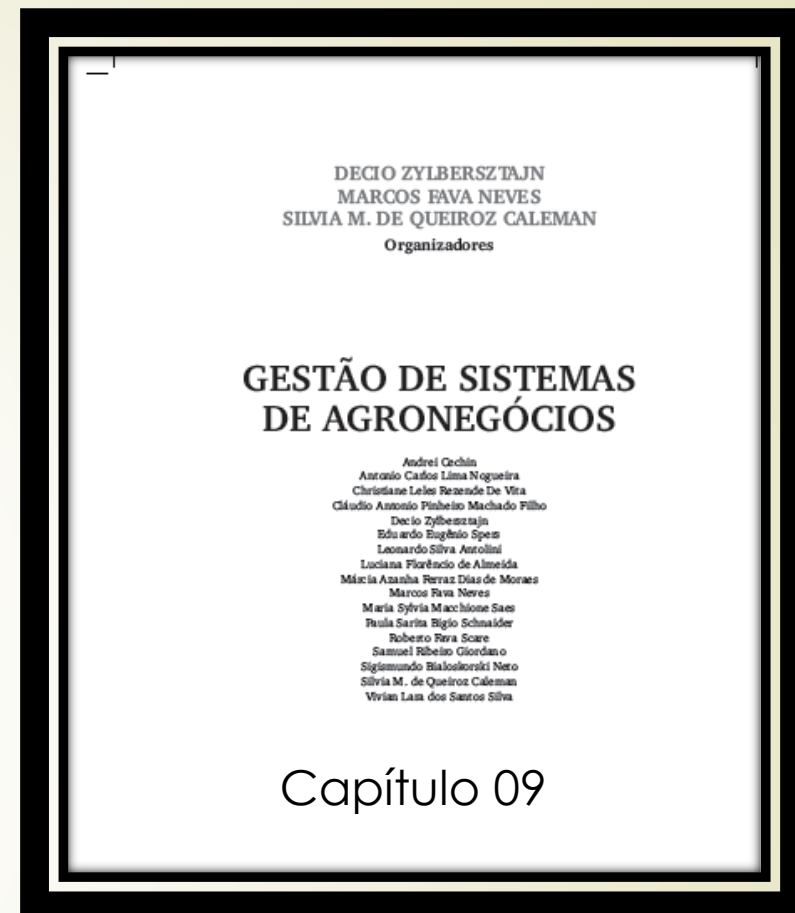 DECIO ZYLBERSZTAJN
MARCOS FAVA NEVES
SILVIA M. DE QUEIROZ CALEMAN
Organizadores
GESTÃO DE SISTEMAS
DE AGRONEGÓCIOS
Andrei Cechin
Antonio Carlos Lima Nogueira
Christiane Leles Rezende De Vita
Cláudio Antonio Pinheiro Machado Filho
Decio Zylbersztajn
Eduardo Eugênio Spers
Leonardo Silva Antolini
Luciana Florêncio de Almeida
Márcia Azanha Ferraz Dias de Moraes
Marcos Fava Neves
Maria Sylvia Macchione Saes
Paula Sarita Bigio Schnaider
Roberto Fava Scare
Samuel Ribeiro Giordano
Sigismundo Bialoskorski Neto
Silvia M. de Queiroz Caleman
Vivian Lara dos Santos Silva
Capítulo 09